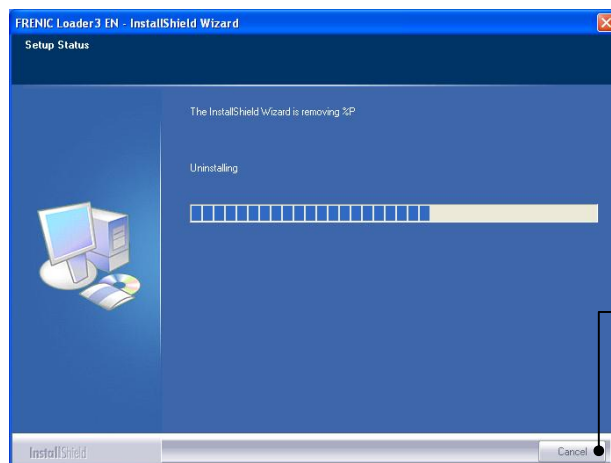 FRENIC Loader3 EN - InstallShield Wizard
Setup Status
The InstallShield Wizard is removing %P
Uninstalling
InstallShield
Cancel